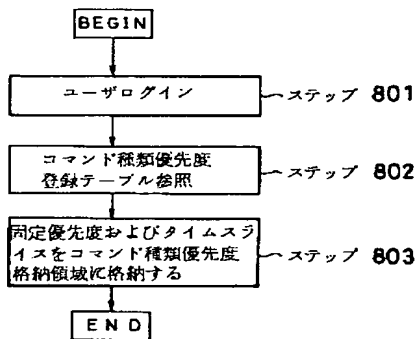 BEGIN
ユーザログイン
ステップ 801
コマンド種類優先度
登録テーブル参照
ステップ 802
固定優先度およびタイムスラ
イスをコマンド種類優先度
格納領域に格納する
ステップ 803
END